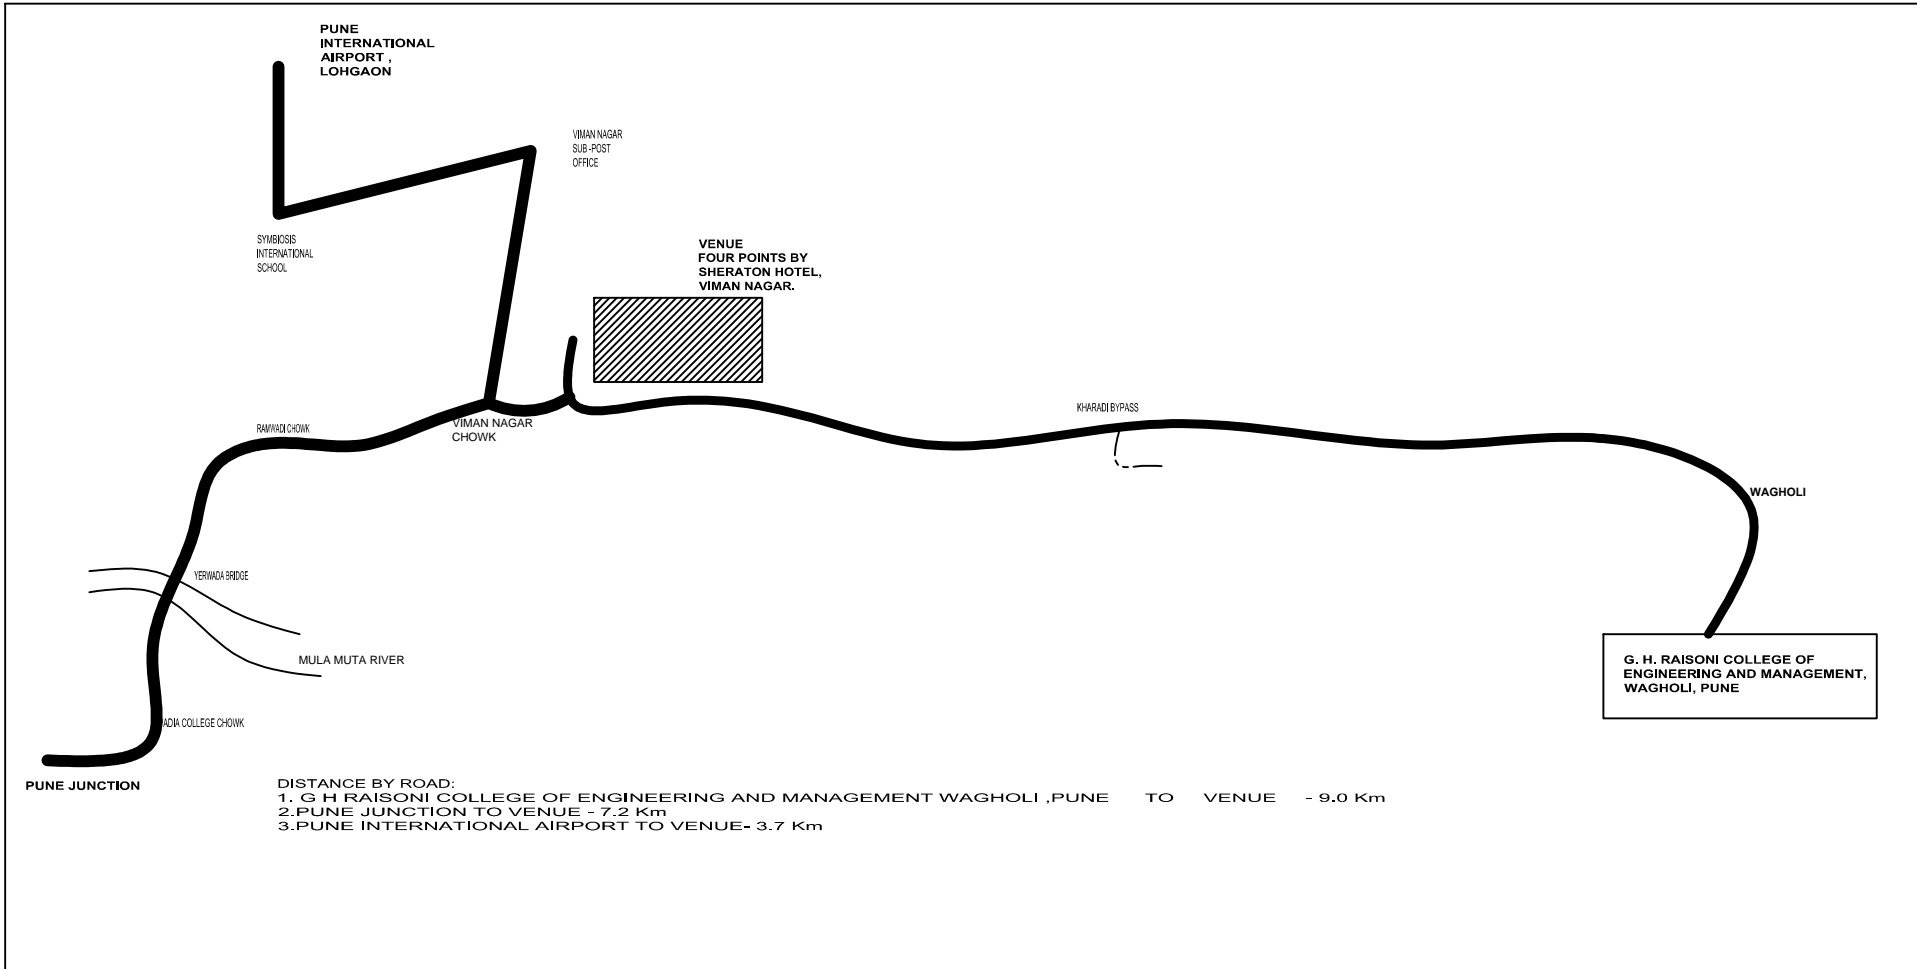 PUNE
INTERNATIONAL
AIRPORT ,
LOHGAON
VIMAN NAGAR
SUB -POST
OFFICE
SYMBIOSIS
INTERNATIONAL
SCHOOL
VENUE
FOUR POINTS BY
SHERATON HOTEL,
VIMAN NAGAR.
KHARADI BYPASS
RAMWADI CHOWK
VIMAN NAGAR
CHOWK
WAGHOLI
YERWADA BRIDGE
MULA MUTA RIVER
G. H. RAISONI COLLEGE OF
ENGINEERING AND MANAGEMENT,
WAGHOLI, PUNE
ADIA COLLEGE CHOWK
PUNE JUNCTION
DISTANCE BY ROAD:
1. G H RAISONI COLLEGE OF ENGINEERING AND MANAGEMENT WAGHOLI ,PUNE TO VENUE - 9.0 Km
2.PUNE JUNCTION TO VENUE - 7.2 Km
3.PUNE INTERNATIONAL AIRPORT TO VENUE- 3.7 Km